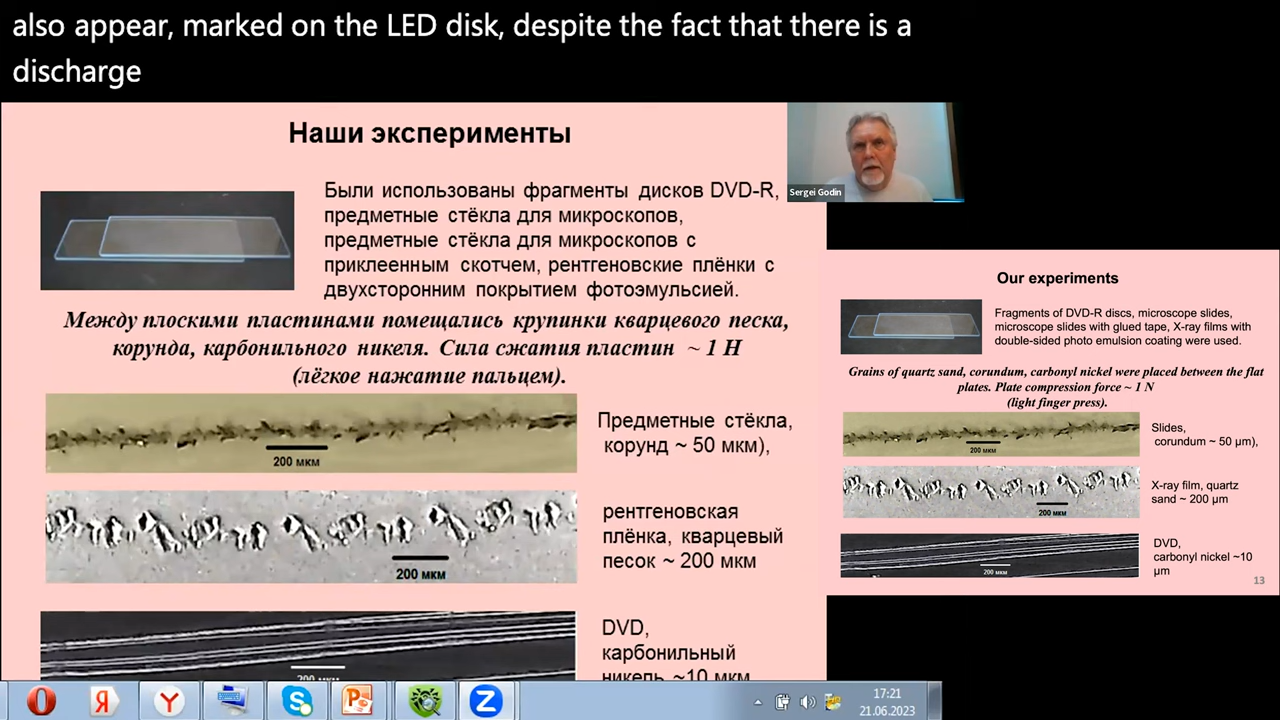 also appear, marked on the LED disk, despite the fact that there is a
discharge
Наши эксперименты
Были использованы фрагменты дисков DVD-R,
предметные стёкла для микроскопов,
предметные стёкла для микроскопов с
приклеенным скотчем, рентгеновские плёнки с
двухсторонним покрытием фотоэмульсией.
Между плоскими пластинами помещались крупинки кварцевого песка,
корунда, карбонильного никеля. Сила сжатия пластин ~ 1 Н
(лёгкое нажатие пальцем).
200 мкм
Предметные стёкла,
корунд ~ 50 мкм),
200 мкм
рентгеновская
плёнка, кварцевый
песок ~ 200 мкм
200 мкм
DVD,
карбонильный
никель ~10 мкм
Sergei Godin
Our experiments
Fragments of DVD-R discs, microscope slides,
microscope slides with glued tape, X-ray films with
double-sided photo emulsion coating were used.
Grains of quartz sand, corundum, carbonyl nickel were placed between the flat
plates. Plate compression force ~ 1 N
(light finger press).
200 мкм
Slides,
corundum ~ 50 µm),
200 мкм
X-ray film, quartz
sand ~ 200 µm
200 мкм
DVD,
carbonyl nickel ~10
µm
13
17:21
21.06.2023